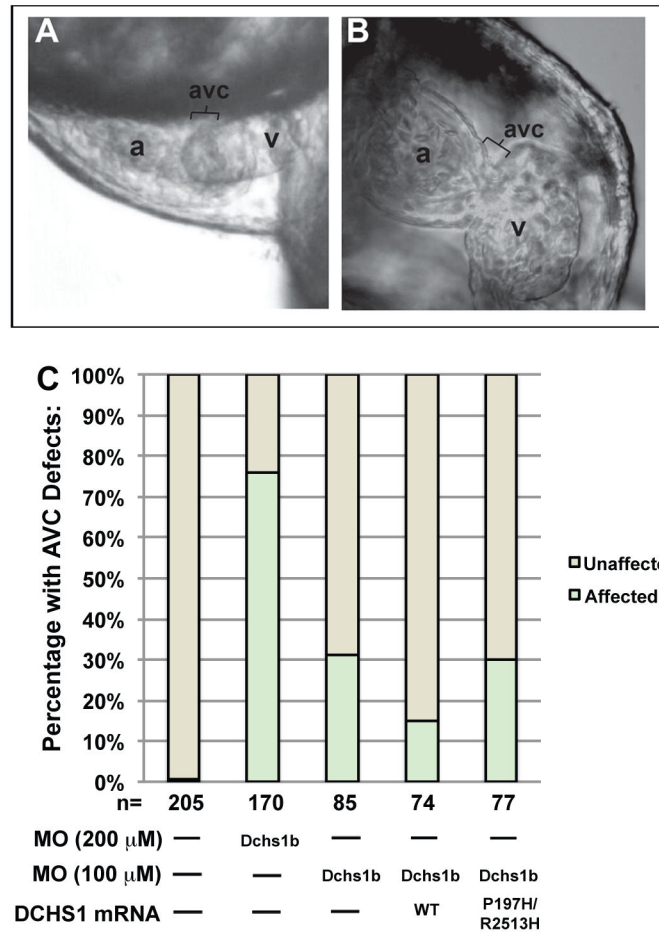 A
B
avc
a
v
avc
a
v
C
Percentage with AVC Defects:
100%
90%
80%
70%
60%
50%
40%
30%
20%
10%
0%
Unaffecte
Affected
n= 205 170 85 74 77
MO (200 μM) — Dchs1b — — —
MO (100 μM) — — Dchs1b Dchs1b Dchs1b
DCHS1 mRNA — — — WT P197H/
R2513H